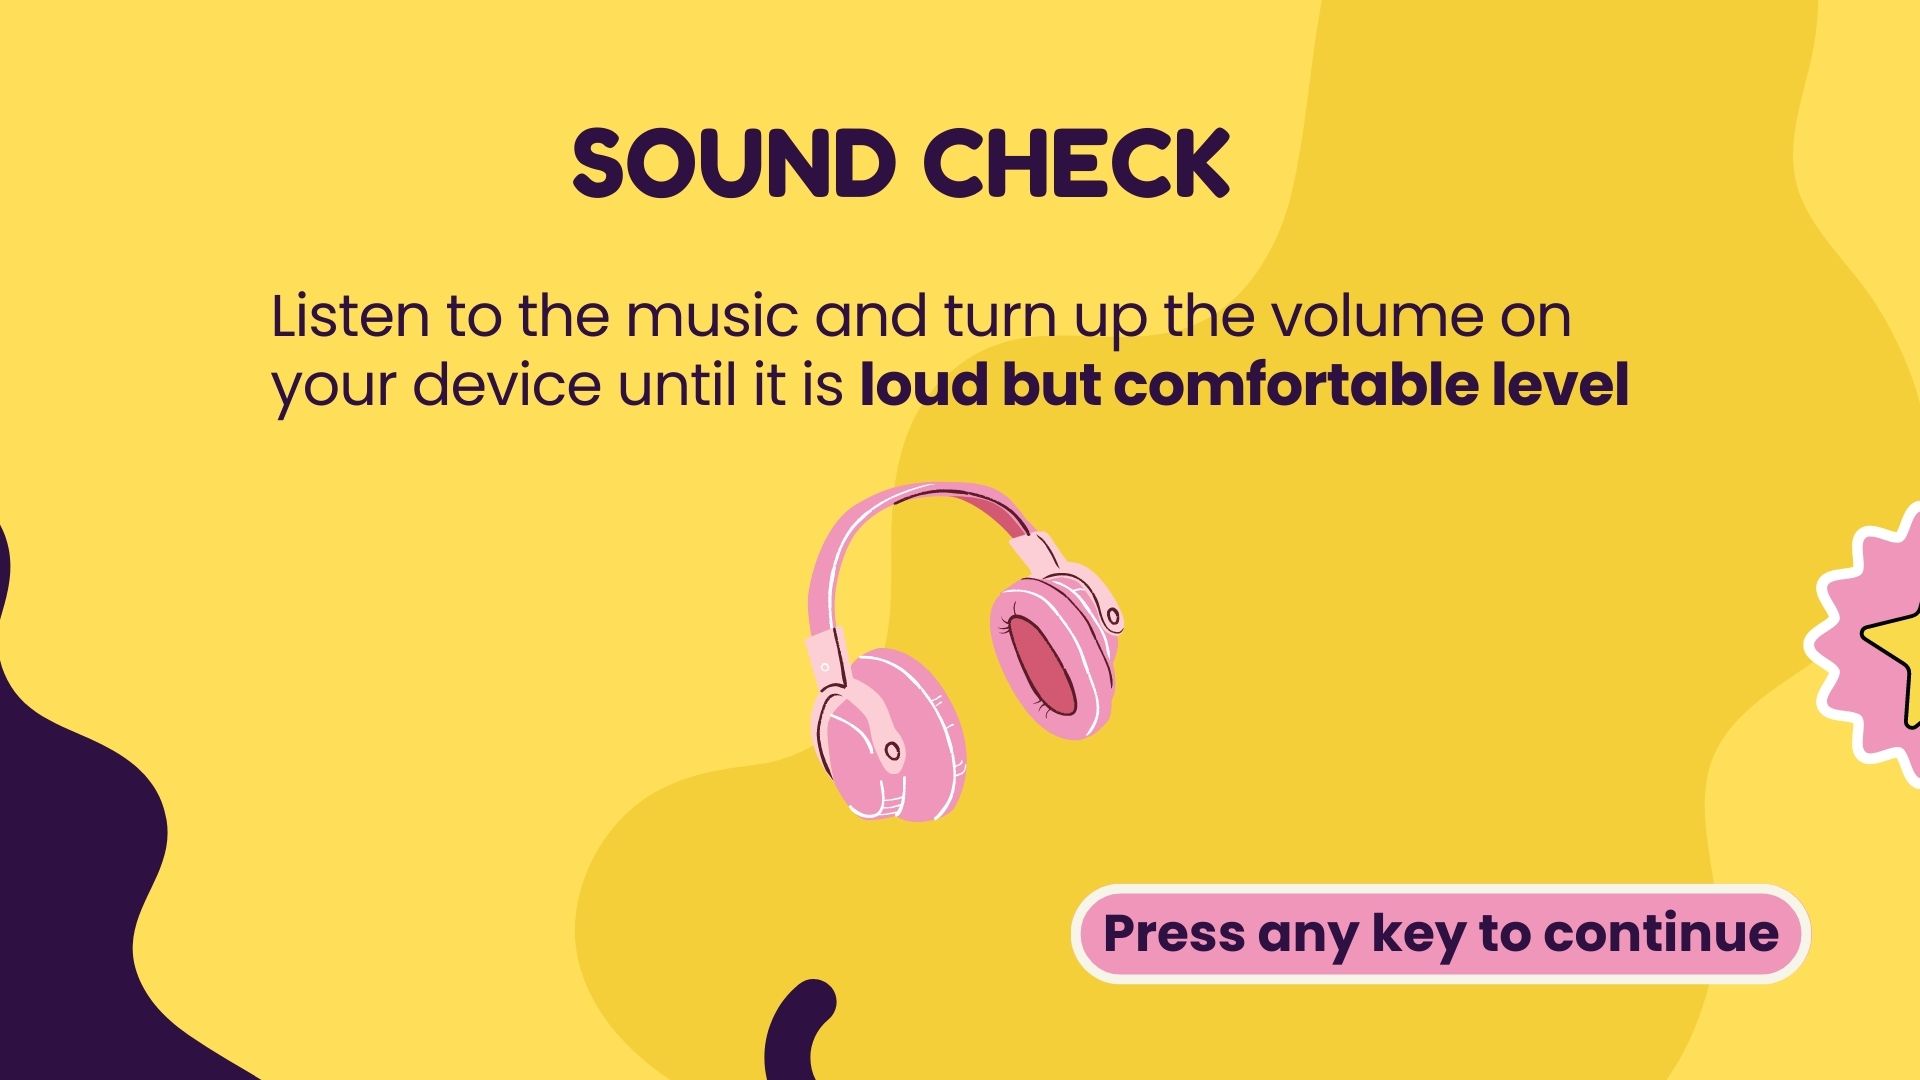 SOUND CHECK
Listen to the music and turn up the volume on
your device until it is loud but comfortable level
Press any key to continue